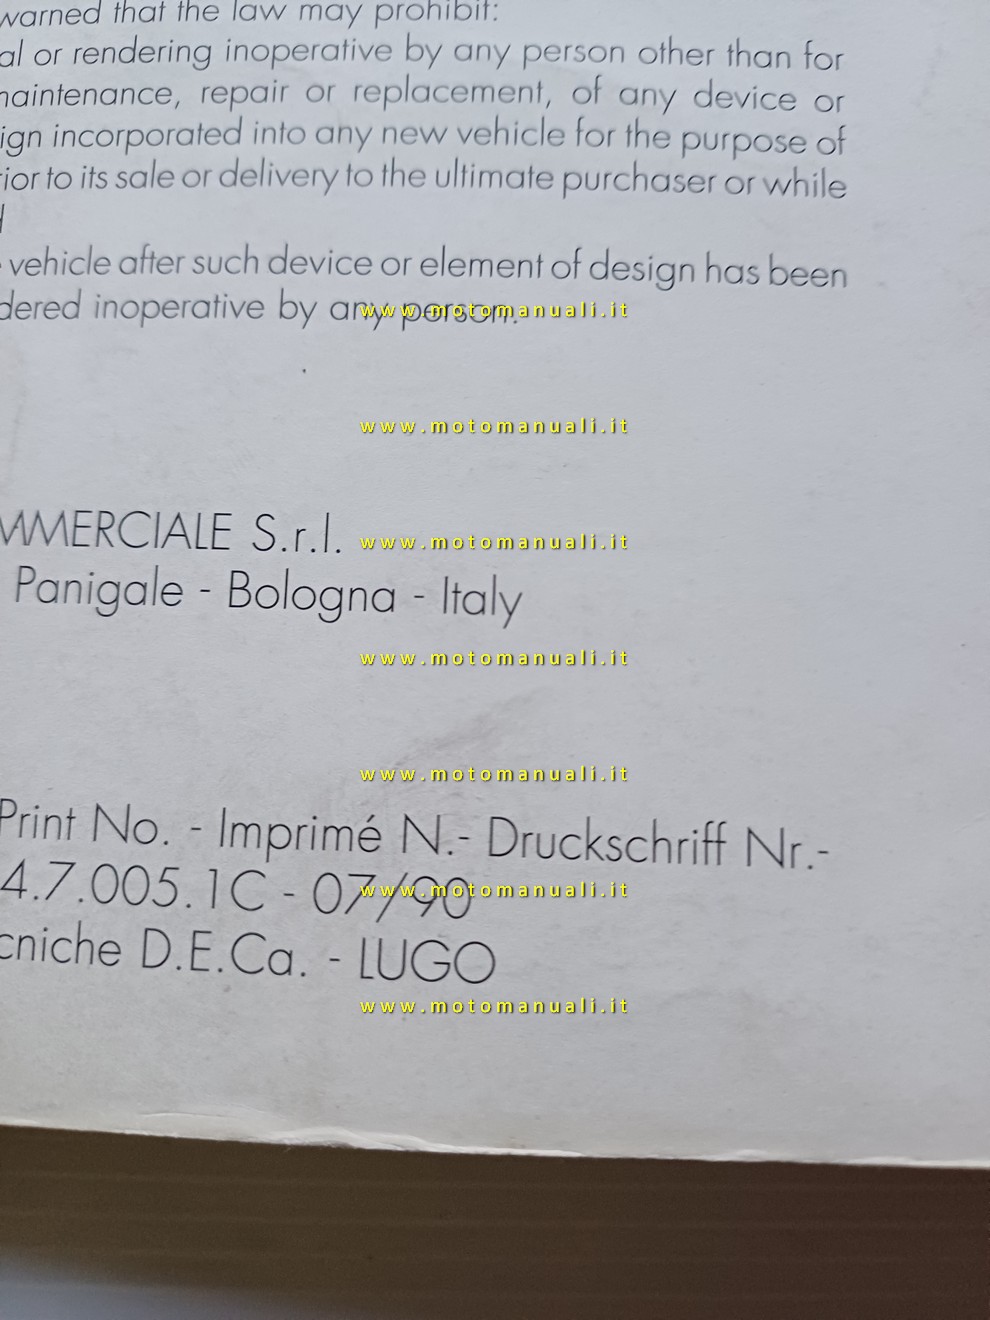 warned that the law may prohibit:
al or rendering inoperative by any person other than for
maintenance, repair or replacement, of any device or
ign incorporated into any new vehicle for the purpose of
ior to its sale or delivery to the ultimate purchaser or while
vehicle after such device or element of design has been
dered inoperative by any person.
www.motomanuali.it
www.motomanuali.it
MMERCIALE S.r.l.
www.motomanuali.it
Panigale - Bologna - Italy
www.motomanuali.it
www.motomanuali.it
Print No. - Imprimé N.- Druckschriff Nr.-
4.7.005.1C - 07/90
www.motomanuali.it
cniche D.E.Ca. - LUGO
www.motomanuali.it